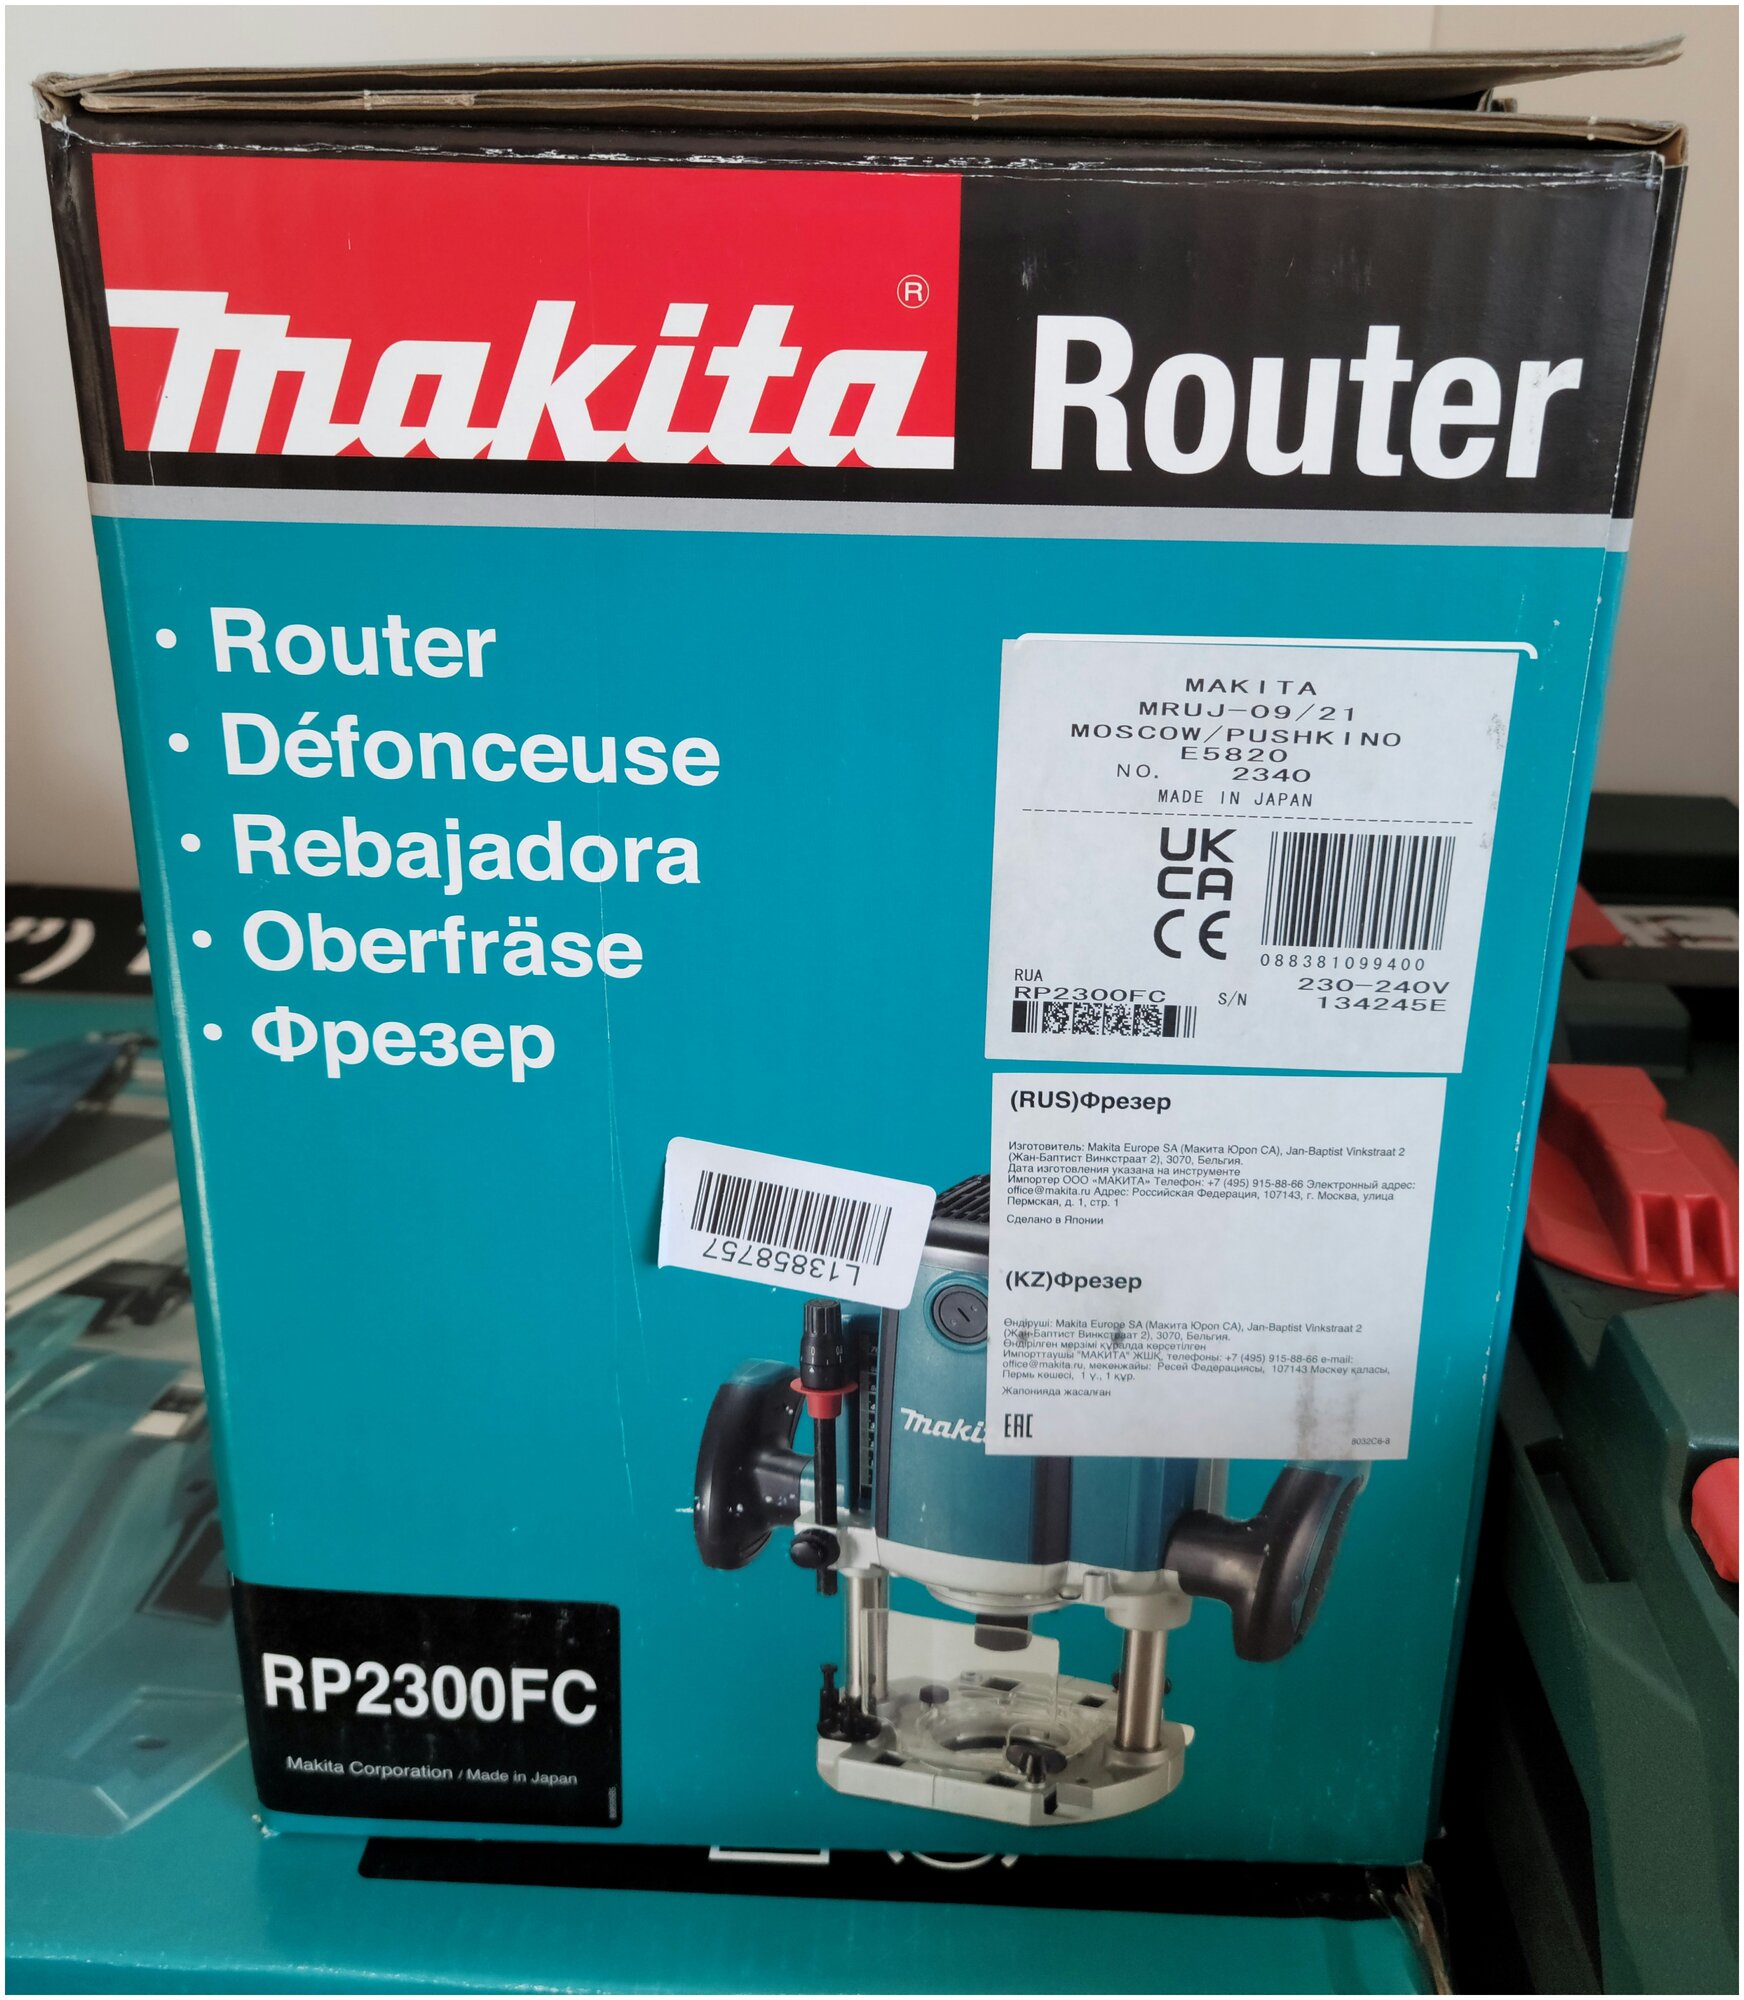 makita®
Router
• Router
• Défonceuse
• Rebajadora
• Oberfräse
• Фрезер
MAKITA
MRUJ-09/21
MOSCOW/PUSHKINO
E5820
NO. 2340
MADE IN JAPAN
UK
CA
CE
088381099400
RUA
230-240V
RP2300FC
S/N 134245E
(RUS)Фрезер
Изготовитель: Makita Europe SA (Макита Юроп СА), Jan-Baptist Vinkstraat 2
(Жан-Баптист Винкстраат 2), 3070, Бельгия.
Дата изготовления указана на инструменте
Импортер ООО «МАКИТА» Телефон: +7 (495) 915-88-66 Электронный адрес:
office@makita.ru Адрес: Российская Федерация, 107143, г. Москва, улица
Пермская, д. 1, стр. 1
Сделано в Японии
(KZ)Фрезер
Өндіруші: Makita Europe SA (Макита Юроп СА), Jan-Baptist Vinkstraat 2
(Жан-Баптист Винкстраат 2), 3070, Бельгия.
Өндірілген мерзімі құралда көрсетілген
Импорттаушы "МАКИТА" ЖШҚ, телефоны: +7 (495) 915-88-66 e-mail:
office@makita.ru, мекенжайы: Ресей Федерациясы, 107143 Мәскеу қаласы,
Пермь көшесі, 1 ү., 1 құр.
Жапонияда жасалған
EAC
8032C6-8
L13858757
Maki
RP2300FC
Makita Corporation / Made in Japan